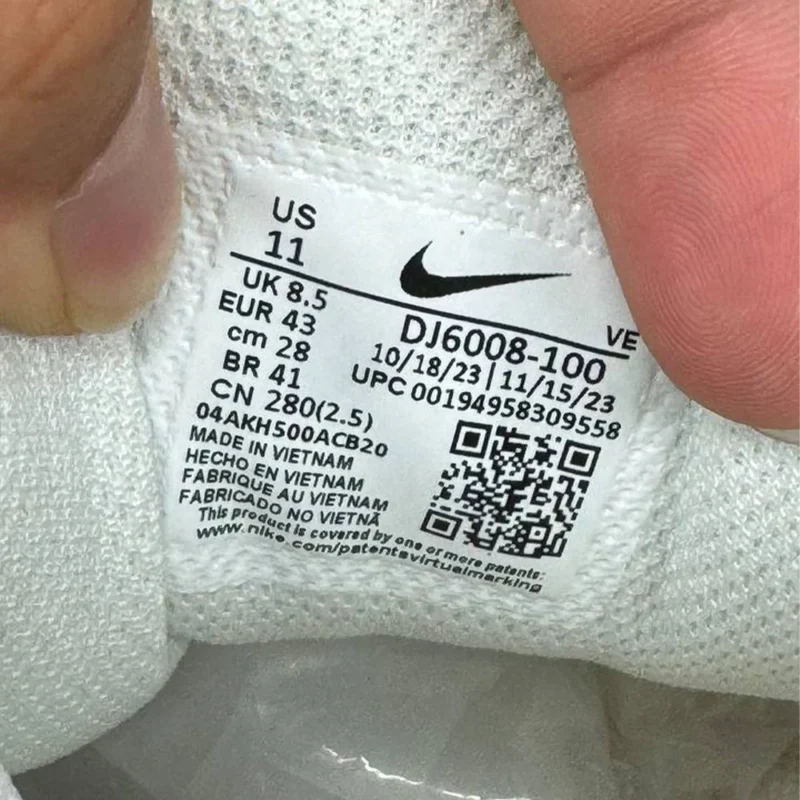 US
11
UK 8.5
EUR 43
cm 28
BR 41
CN 280(2.5)
04AKH500ACB20
MADE IN VIETNAM
HECHO EN VIETNAM
FABRIQUE AU VIETNAM
FABRICADO NO VIETNÃ
This product is covered by one or more patents:
www.nike.com/patentsvirtualmarking
VE
DJ6008-100
10/18/23|11/15/23
UPC 00194958309558